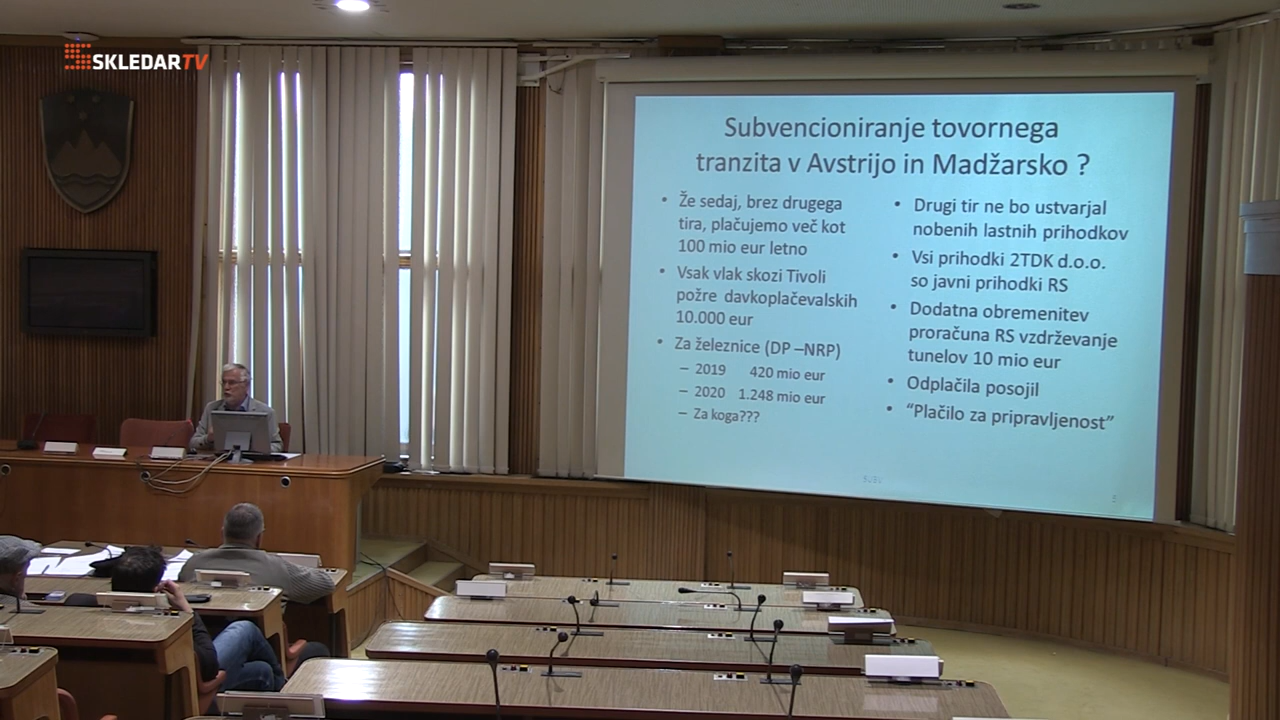 SKLEDARTV
Subvencioniranje tovornega
tranzita v Avstrijo in Madžarsko ?
• Že sedaj, brez drugega
tira, plačujemo več kot
100 mio eur letno
• Vsak vlak skozi Tivoli
požre davkoplačevalskih
10.000 eur
• Za železnice (DP –NRP)
– 2019 420 mio eur
– 2020 1.248 mio eur
– Za koga???
• Drugi tir ne bo ustvarjal
nobenih lastnih prihodkov
• Vsi prihodki 2TDK d.o.o.
so javni prihodki RS
• Dodatna obremenitev
proračuna RS vzdrževanje
tunelov 10 mio eur
• Odplačila posojil
• “Plačilo za pripravljenost”